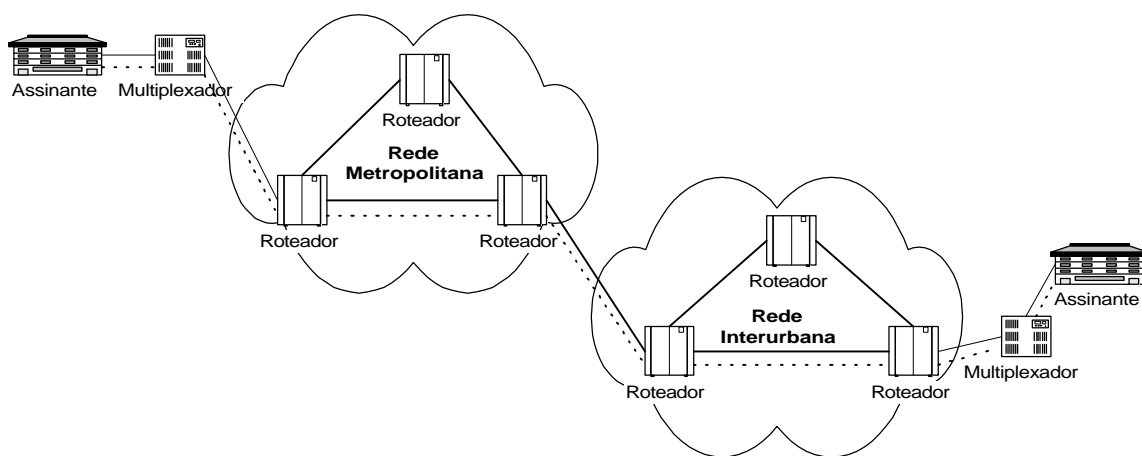 Assinante
Multiplexador
Roteador
Rede
Metropolitana
Roteador
Roteador
Roteador
Rede
Interurbana
Roteador
Roteador
Assinante
Multiplexador